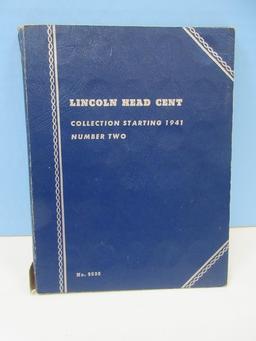 LINCOLN HEAD CENT
COLLECTION STARTING 1941
NUMBER TWO
No. 9030